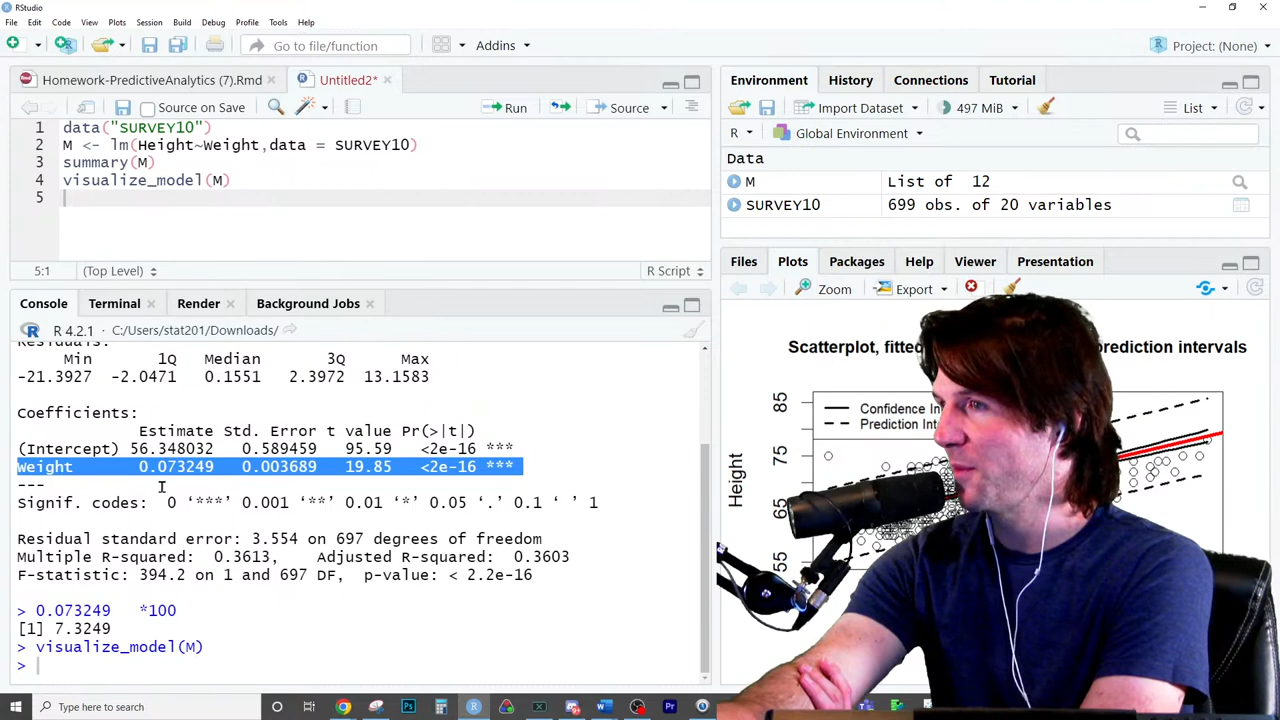 RStudio
File Edit Code View Plots Session Build Debug Profile Tools Help
Go to file/function
Addins
Project: (None)
Homework-PredictiveAnalytics (7).Rmd
Untitled2*
Source on Save
Run
Source
1 data("SURVEY10")
2 M <- lm(Height~Weight,data = SURVEY10)
3 summary(M)
4 visualize_model(M)
5
5:1 (Top Level)
R Script
Console Terminal Render Background Jobs
R 4.2.1 · C:/Users/stat201/Downloads/
Residuals:
Min 1Q Median 3Q Max
-21.3927 -2.0471 0.1551 2.3972 13.1583
Coefficients:
Estimate Std. Error t value Pr(>|t|)
(Intercept) 56.348032 0.589459 95.59 <2e-16 ***
Weight 0.073249 0.003689 19.85 <2e-16 ***
---
Signif. codes: 0 ‘***’ 0.001 ‘**’ 0.01 ‘*’ 0.05 ‘.’ 0.1 ‘ ’ 1
Residual standard error: 3.554 on 697 degrees of freedom
Multiple R-squared: 0.3613, Adjusted R-squared: 0.3603
F-statistic: 394.2 on 1 and 697 DF, p-value: < 2.2e-16
> 0.073249 *100
[1] 7.3249
> visualize_model(M)
>
Environment History Connections Tutorial
Import Dataset
497 MiB
List
R
Global Environment
Data
M List of 12
SURVEY10 699 obs. of 20 variables
Files Plots Packages Help Viewer Presentation
Zoom
Export
Scatterplot, fitted prediction intervals
Confidence In
Prediction Inter
Height
85
75
65
55
Type here to search